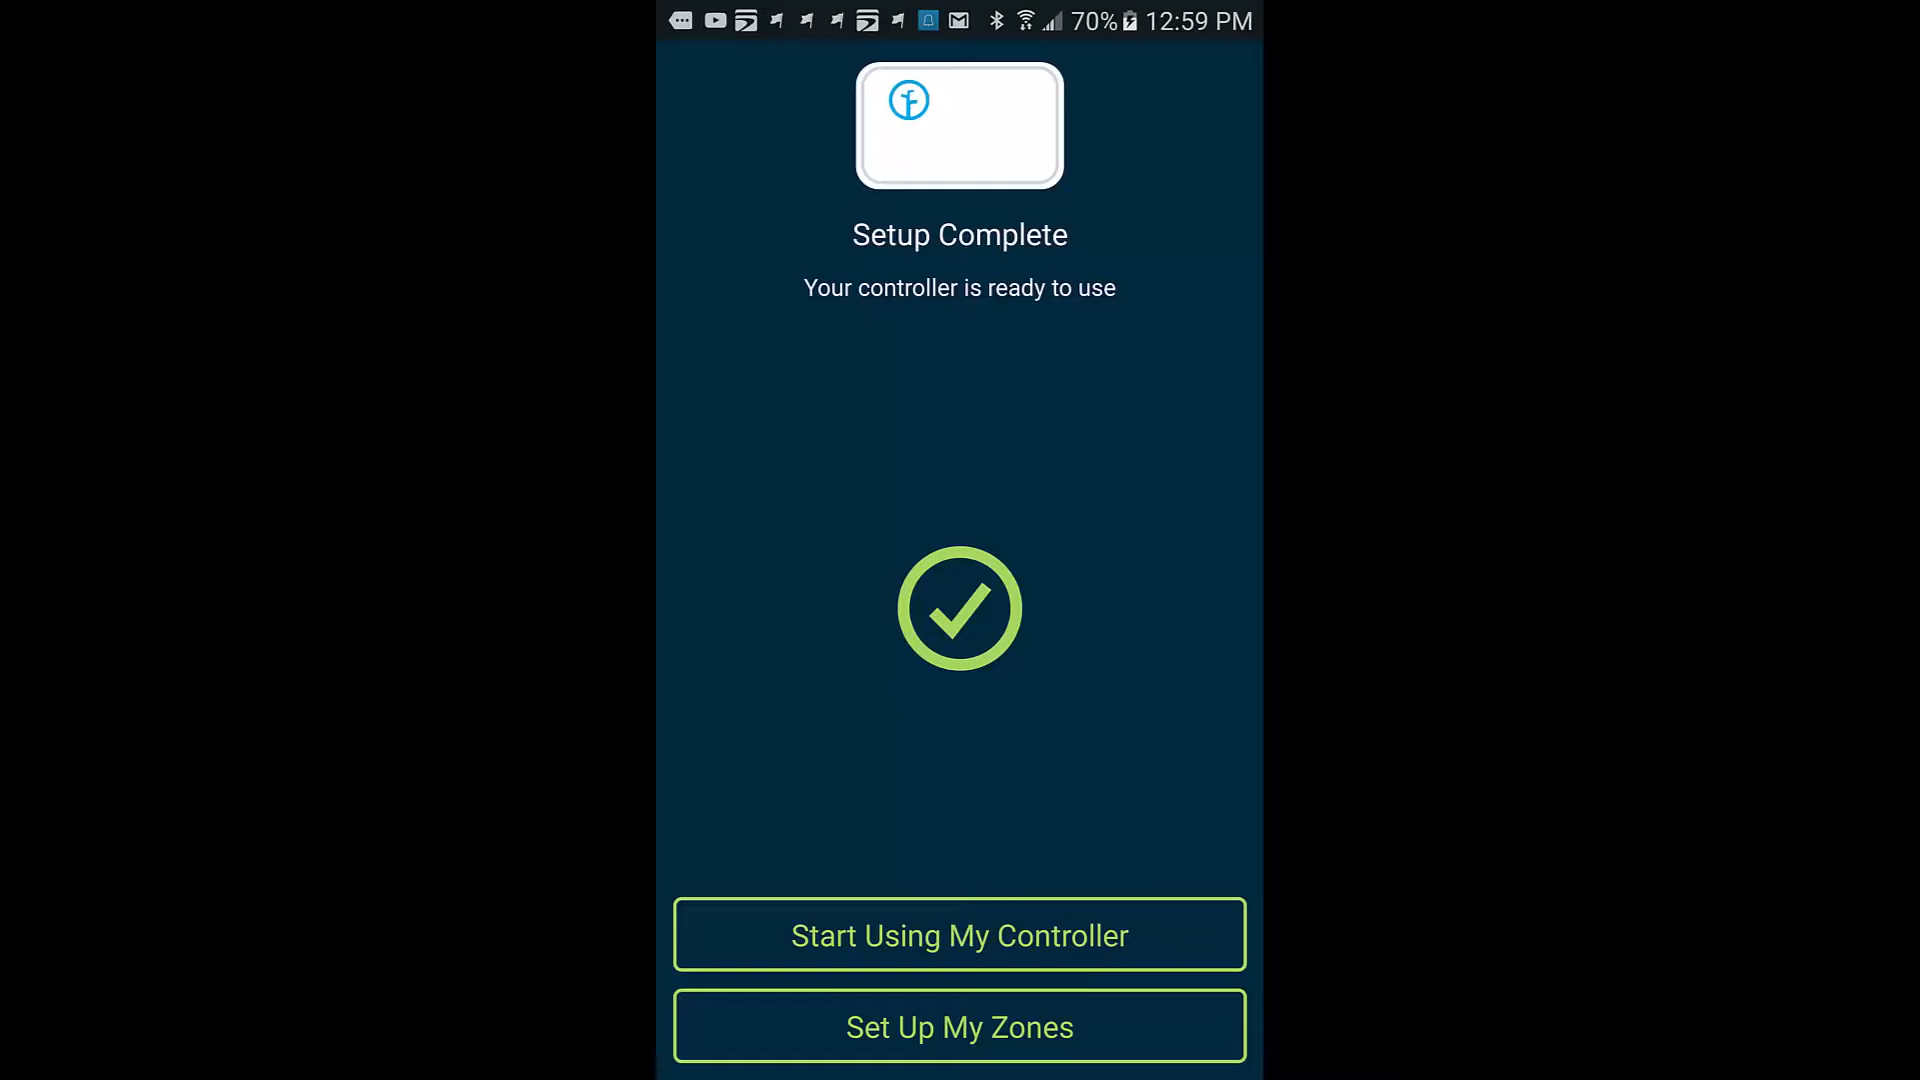 70% 12:59 PM
Setup Complete
Your controller is ready to use
Start Using My Controller
Set Up My Zones